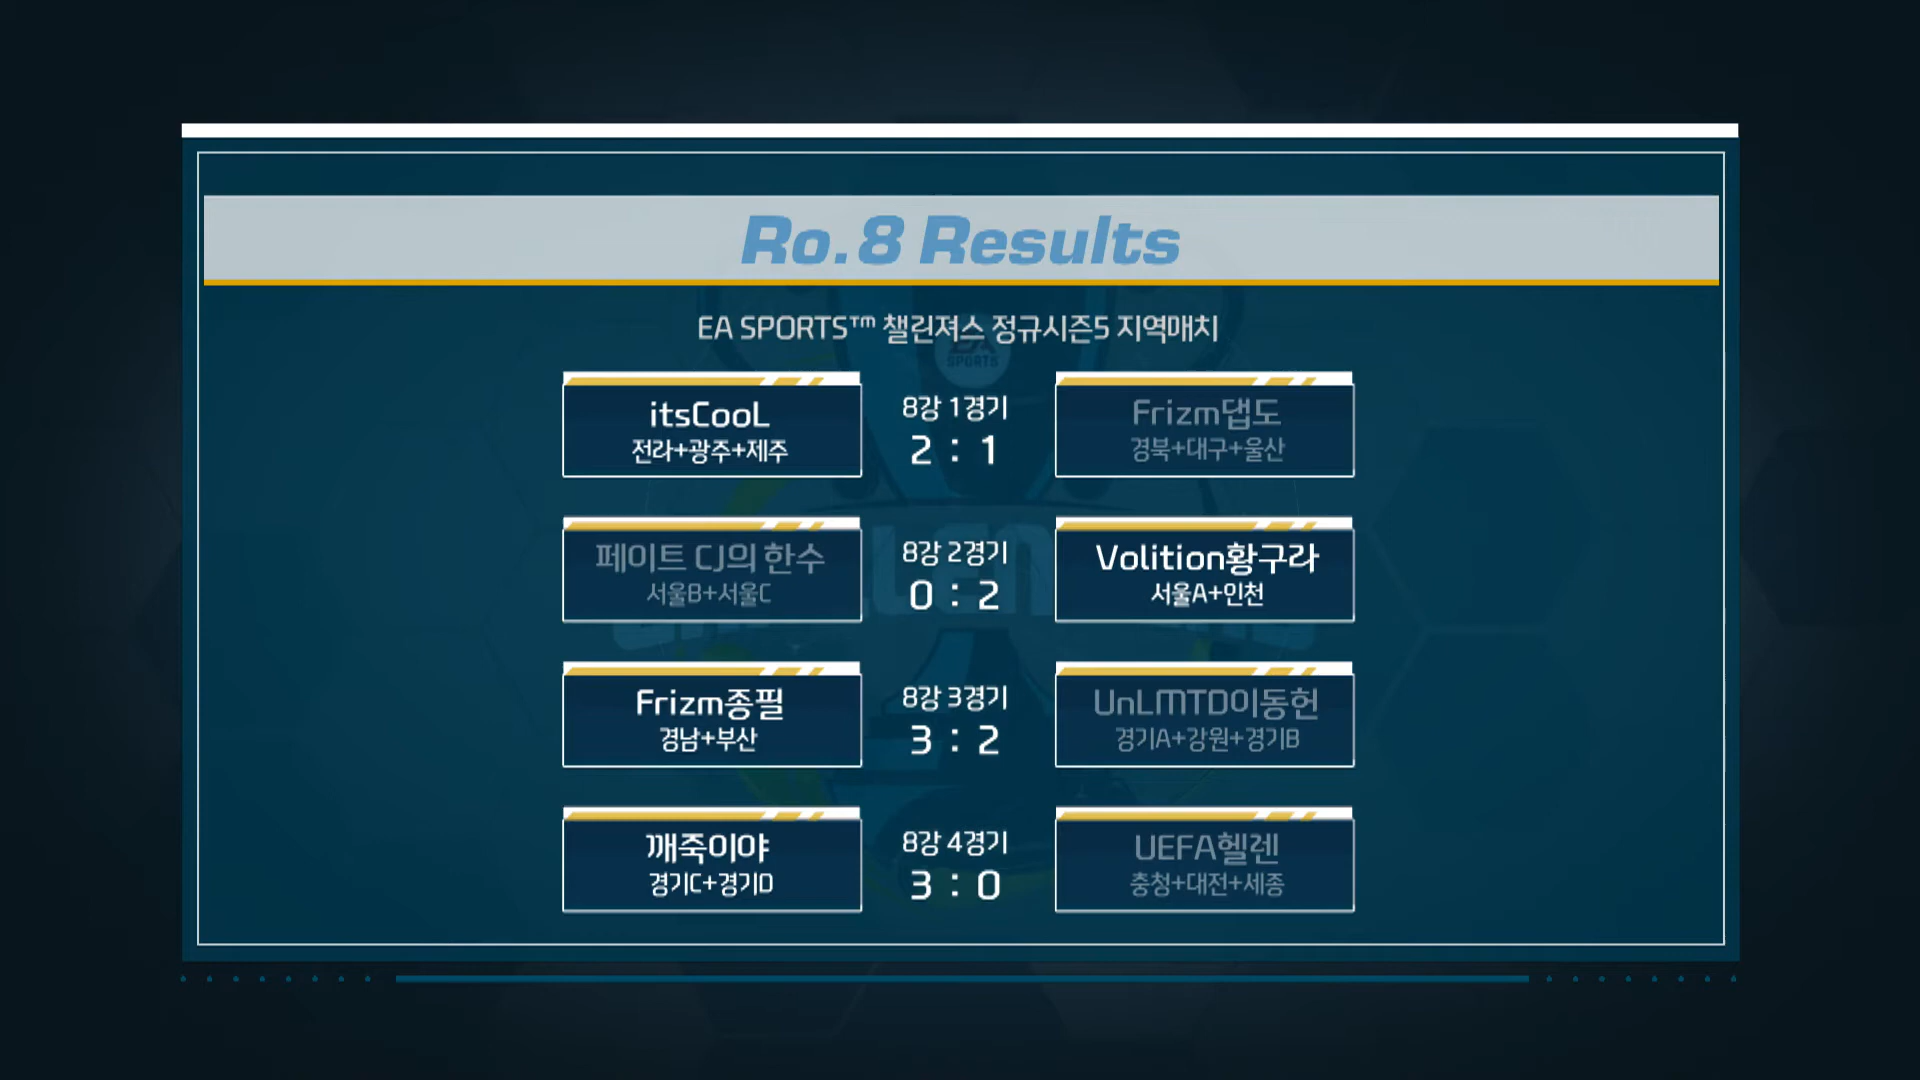 Ro.8 Results
EA SPORTS™ 챌린져스 정규시즌5 지역매치
EA
SPORTS
itsCooL
전라+광주+제주
8강 1경기
2 : 1
Frizm댑도
경북+대구+울산
페이트 CJ의 한수
서울B+서울C
8강 2경기
0 : 2
Volition황구라
서울A+인천
Frizm종필
경남+부산
8강 3경기
3 : 2
UnLMTD이동헌
경기A+강원+경기B
깨죽이야
경기C+경기D
8강 4경기
3 : 0
UEFA헬렌
충청+대전+세종